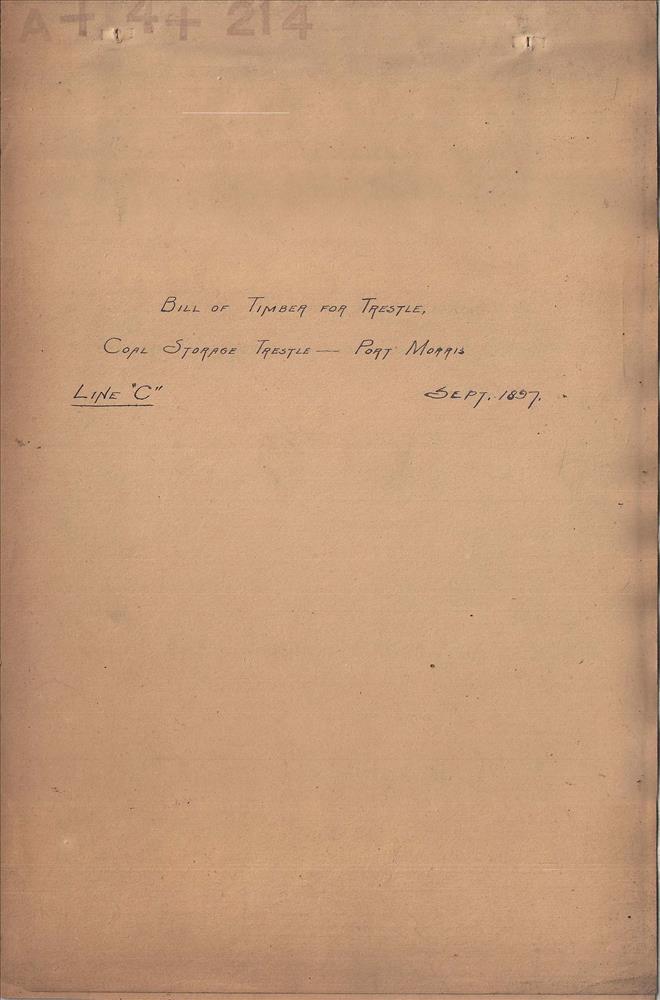 A+ 4+ 214
BILL OF TIMBER FOR TRESTLE,
COAL STORAGE TRESTLE — PORT MORRIS
LINE "C" SEPT. 1897.